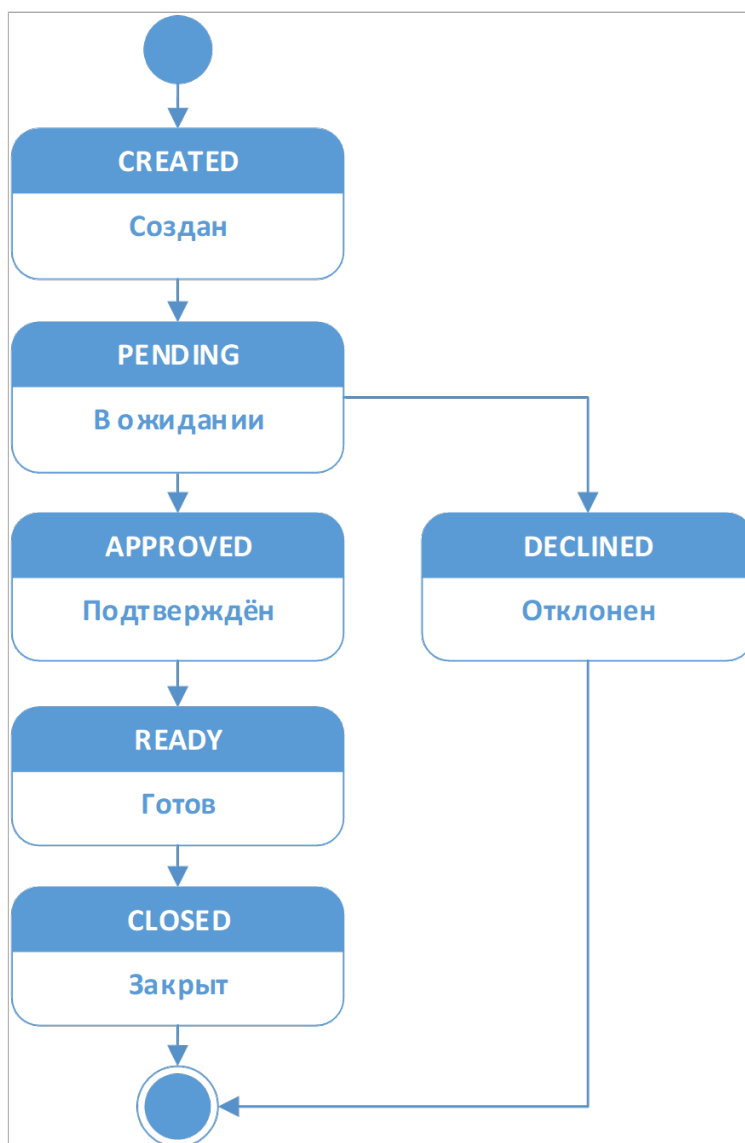 CREATED
Создан
PENDING
В ожидании
APPROVED
Подтверждён
DECLINED
Отклонен
READY
Готов
CLOSED
Закрыт